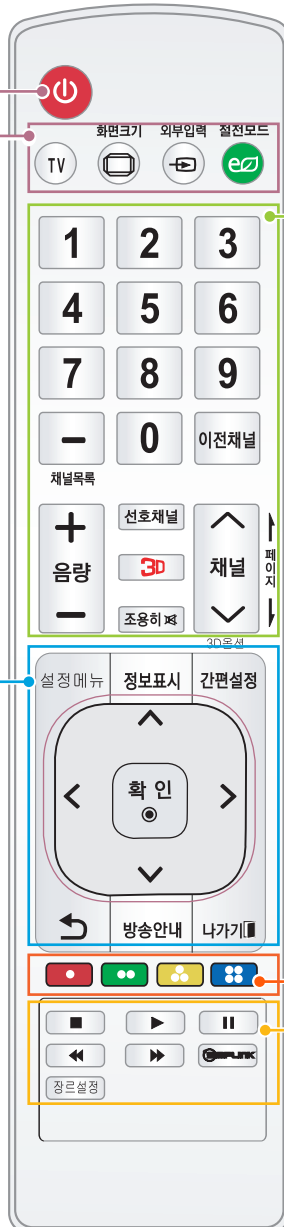 화면크기 외부입력 절전모드
TV
1 2 3
4 5 6
7 8 9
0 이전채널
채널목록
선호채널
음량 3D 채널 페이지
조용히
3D옵션
설정메뉴 정보표시 간편설정
확인
방송안내 나가기
장르설정